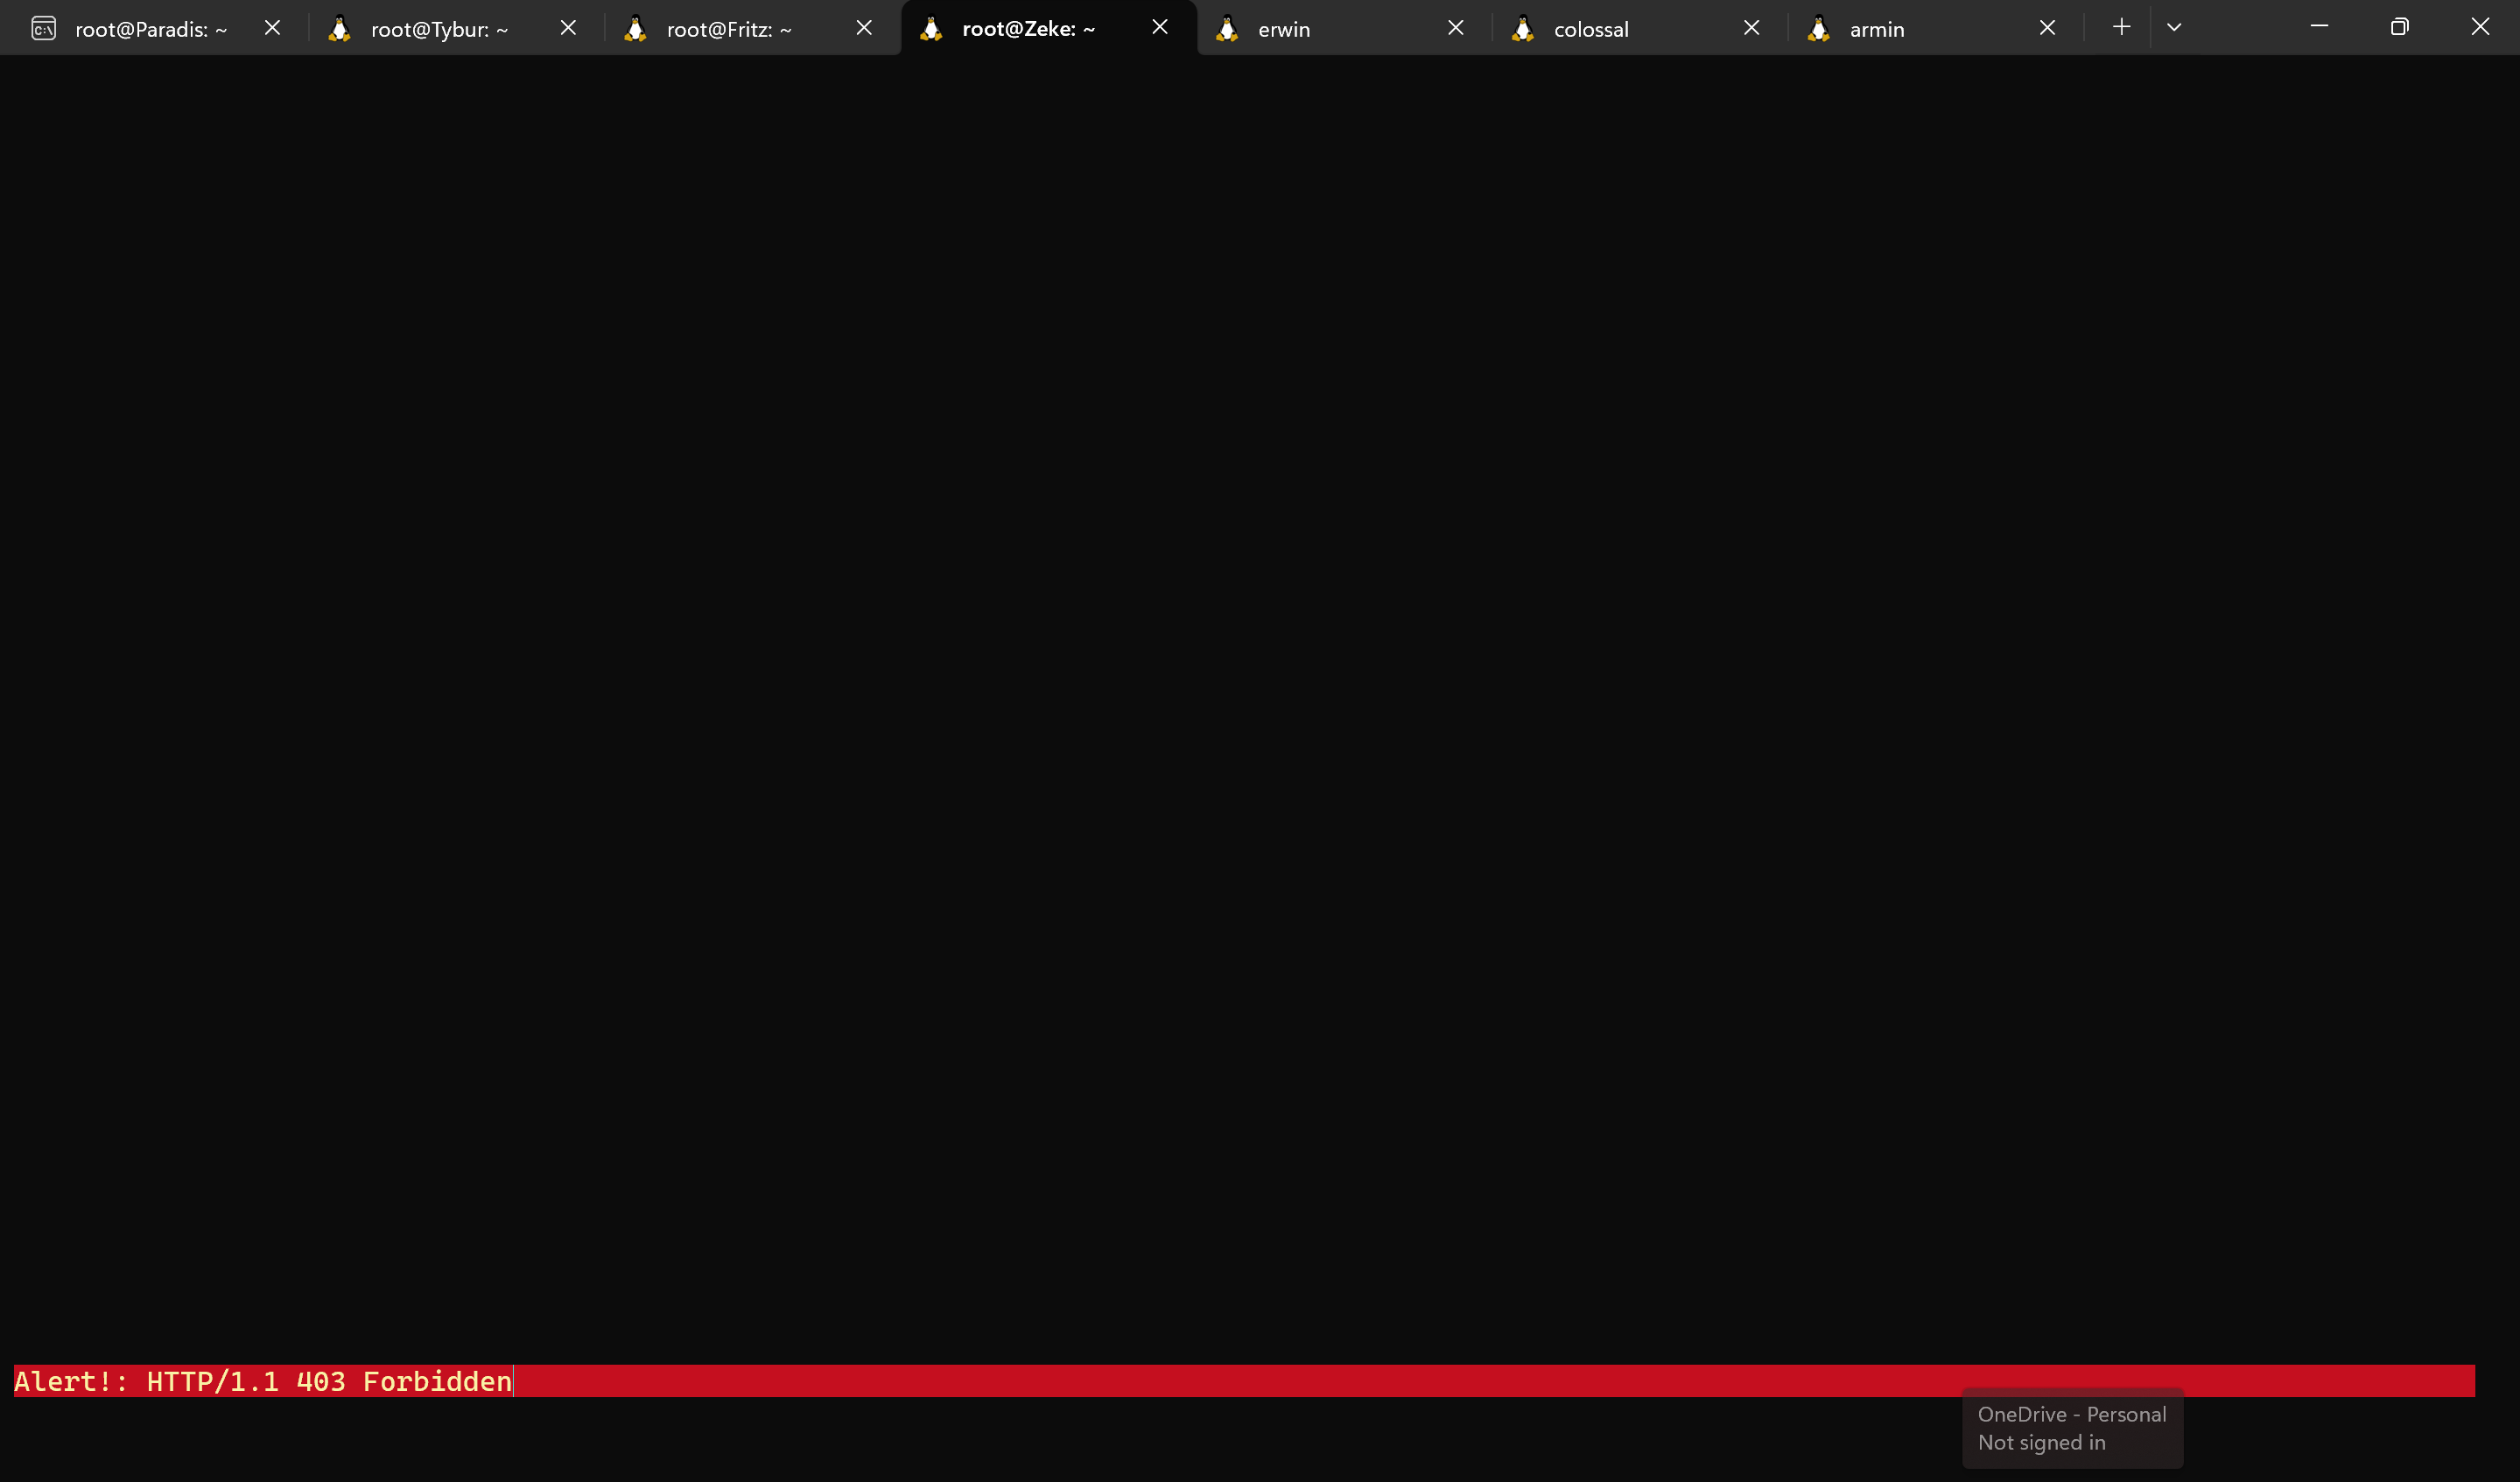 root@Paradis: ~
root@Tybur: ~
root@Fritz: ~
root@Zeke: ~
erwin
colossal
armin
Alert!: HTTP/1.1 403 Forbidden
OneDrive - Personal
Not signed in